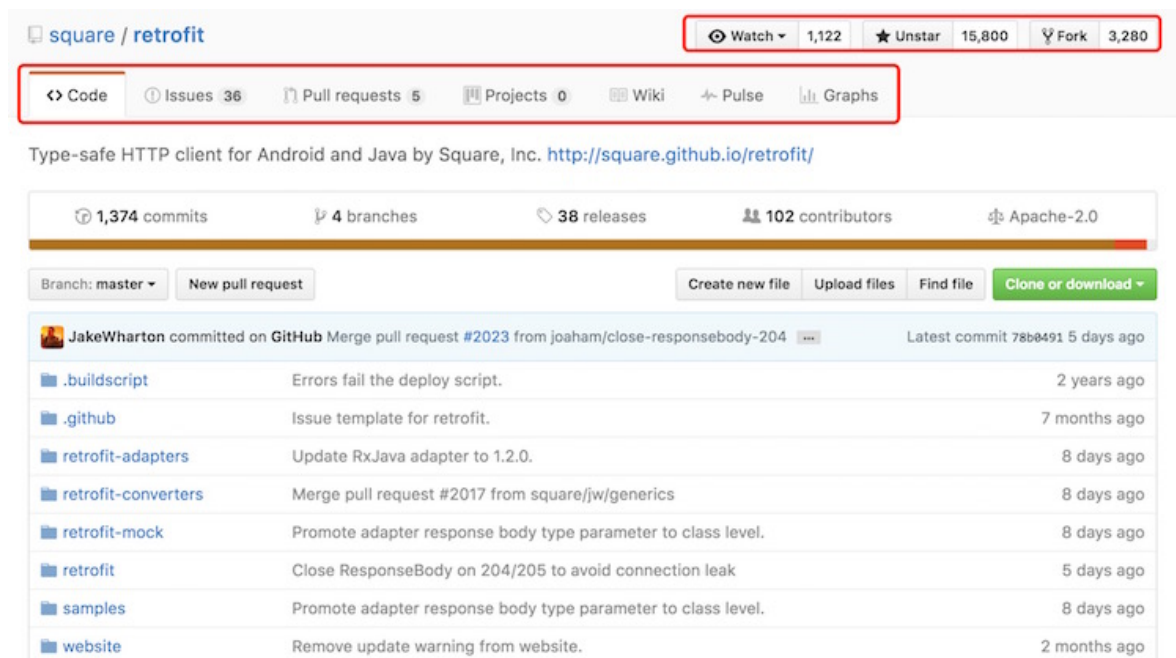 square / retrofit
Watch 1,122 Unstar 15,800 Fork 3,280
Code Issues 36 Pull requests 5 Projects 0 Wiki Pulse Graphs
Type-safe HTTP client for Android and Java by Square, Inc. http://square.github.io/retrofit/
1,374 commits 4 branches 38 releases 102 contributors Apache-2.0
Branch: master New pull request Create new file Upload files Find file Clone or download
JakeWharton committed on GitHub Merge pull request #2023 from joaham/close-responsebody-204 ... Latest commit 78b0491 5 days ago
.buildscript Errors fail the deploy script. 2 years ago
.github Issue template for retrofit. 7 months ago
retrofit-adapters Update RxJava adapter to 1.2.0. 8 days ago
retrofit-converters Merge pull request #2017 from square/jw/generics 8 days ago
retrofit-mock Promote adapter response body type parameter to class level. 8 days ago
retrofit Close ResponseBody on 204/205 to avoid connection leak 5 days ago
samples Promote adapter response body type parameter to class level. 8 days ago
website Remove update warning from website. 2 months ago